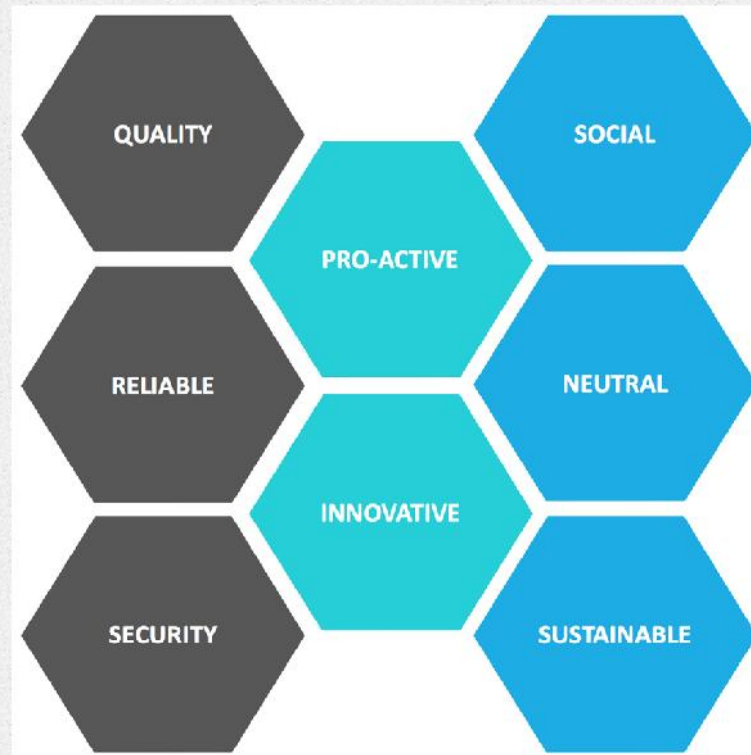 QUALITY
SOCIAL
PRO-ACTIVE
RELIABLE
NEUTRAL
INNOVATIVE
SECURITY
SUSTAINABLE